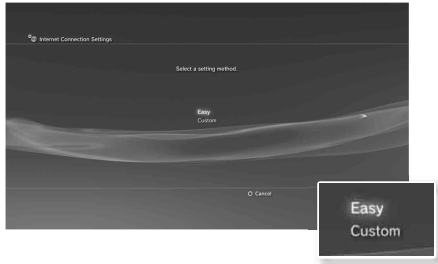 Internet Connection Settings
Select a setting method.
Easy
Custom
Cancel
Easy
Custom